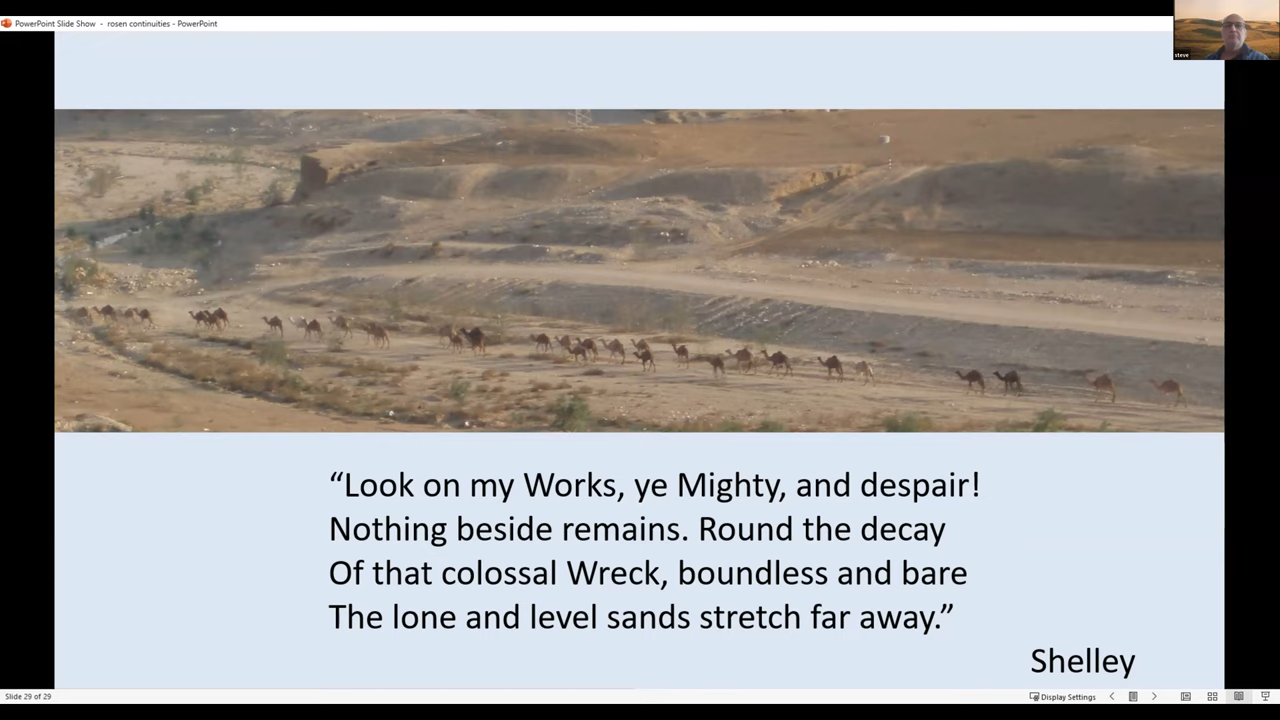 PowerPoint Slide Show - rosen continuities - PowerPoint
steve
“Look on my Works, ye Mighty, and despair!
Nothing beside remains. Round the decay
Of that colossal Wreck, boundless and bare
The lone and level sands stretch far away.”
Shelley
Slide 29 of 29
Display Settings